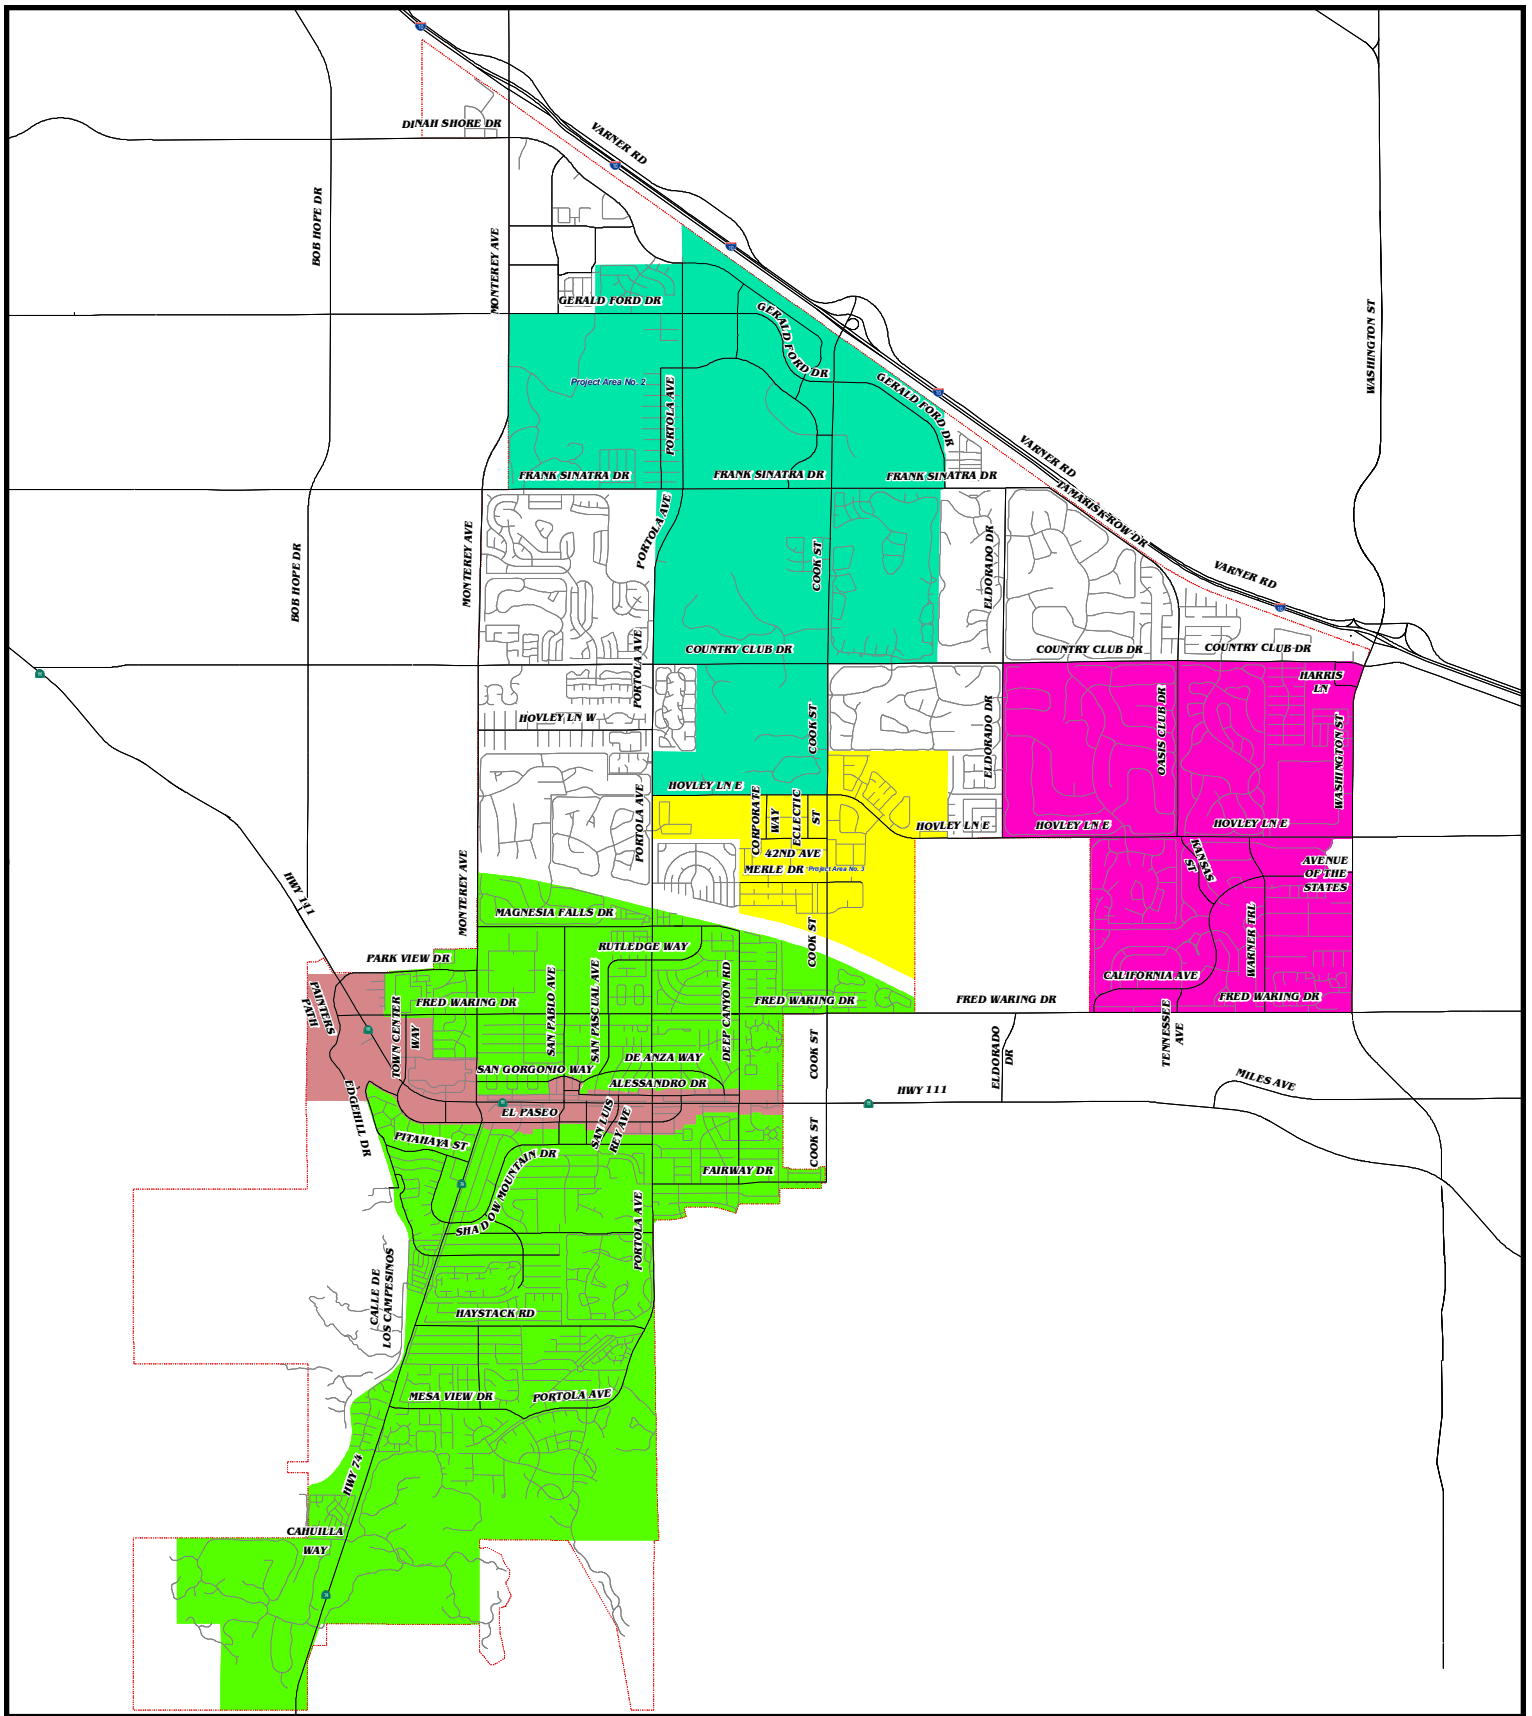 DINAH SHORE DR
VARNER RD
BOB HOPE DR
MONTEREY AVE
GERALD FORD DR
GERALD FORD DR
WASHINGTON ST
Project Area No. 2
PORTOLA AVE
GERALD FORD DR
VARNER RD
FRANK SINATRA DR
FRANK SINATRA DR
FRANK SINATRA DR
TAMARISK ROW DR
PORTOLA AVE
MONTEREY AVE
BOB HOPE DR
COOK ST
ELDORADO DR
VARNER RD
PORTOLA AVE
COUNTRY CLUB DR
COUNTRY CLUB DR
COUNTRY CLUB DR
HARRIS
LN
HOVLEY LN W
COOK ST
ELDORADO DR
OASIS CLUB DR
WASHINGTON ST
HOVLEY LN E
PORTOLA AVE
CORPORATE
WAY
ECLECTIC
ST
HOVLEY LN E
HOVLEY LN E
HOVLEY LN E
42ND AVE
MERLE DR
Project Area No. 3
KANSAS
ST
AVENUE
OF THE
STATES
HWY 111
MONTEREY AVE
MAGNESIA FALLS DR
RUTLEDGE WAY
COOK ST
WARNER TRL
PARK VIEW DR
CALIFORNIA AVE
PAINTERS
PATH
FRED WARING DR
SAN PABLO AVE
SAN PASCUAL AVE
DEEP CANYON RD
FRED WARING DR
FRED WARING DR
FRED WARING DR
TOWN CENTER
WAY
DE ANZA WAY
COOK ST
ELDORADO
DR
TENNESSEE
AVE
SAN GORGONIO WAY
ALESSANDRO DR
HWY 111
MILES AVE
EDGEHILL DR
EL PASEO
SAN LUIS
REY AVE
COOK ST
PITAHAYA ST
SHADOW MOUNTAIN DR
FAIRWAY DR
PORTOLA AVE
CALLE DE
LOS CAMPESINOS
HAYSTACK RD
MESA VIEW DR
PORTOLA AVE
HWY 74
CAHUILLA
WAY